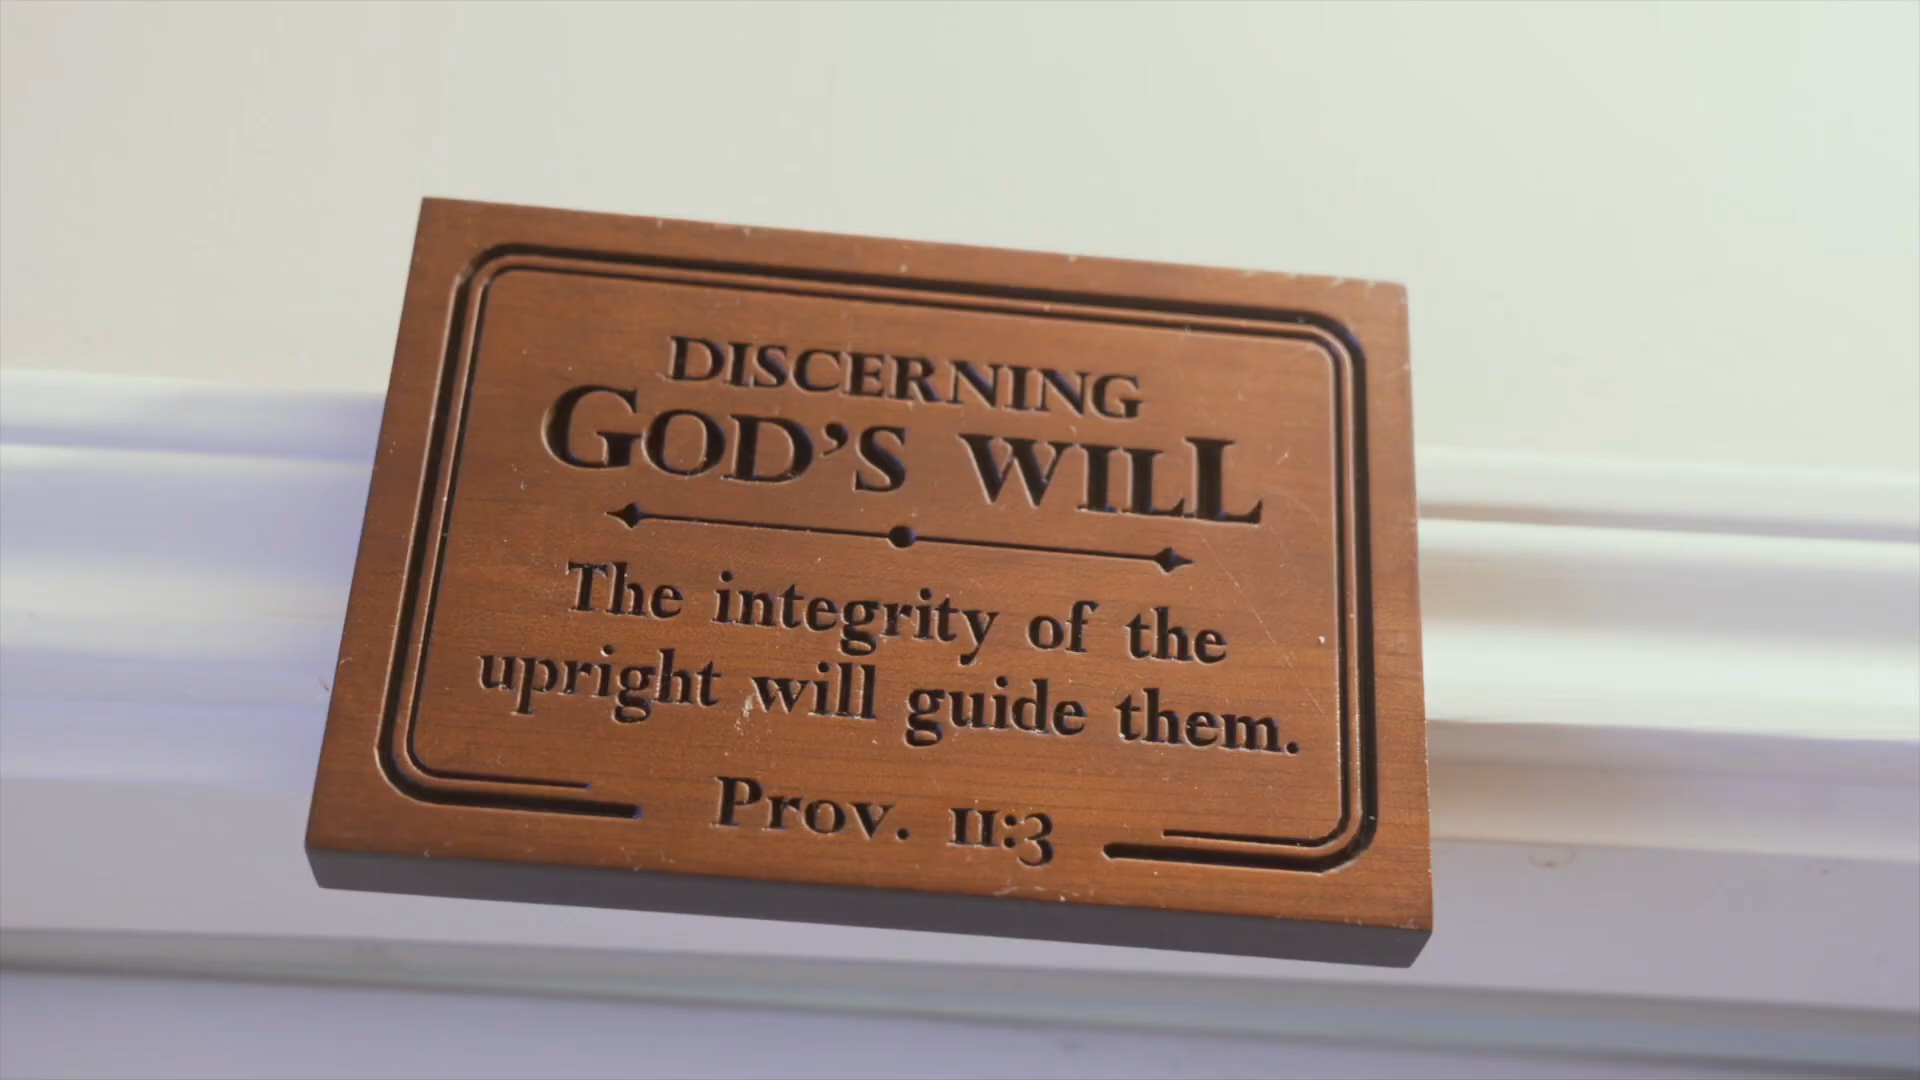 DISCERNING
GOD'S WILL
The integrity of the
upright will guide them.
Prov. 11:3